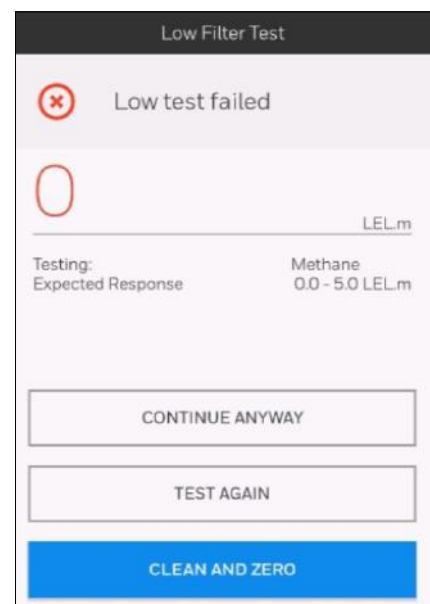 Low Filter Test
Low test failed
0
LEL.m
Testing:
Methane
Expected Response
0.0 - 5.0 LEL.m
CONTINUE ANYWAY
TEST AGAIN
CLEAN AND ZERO